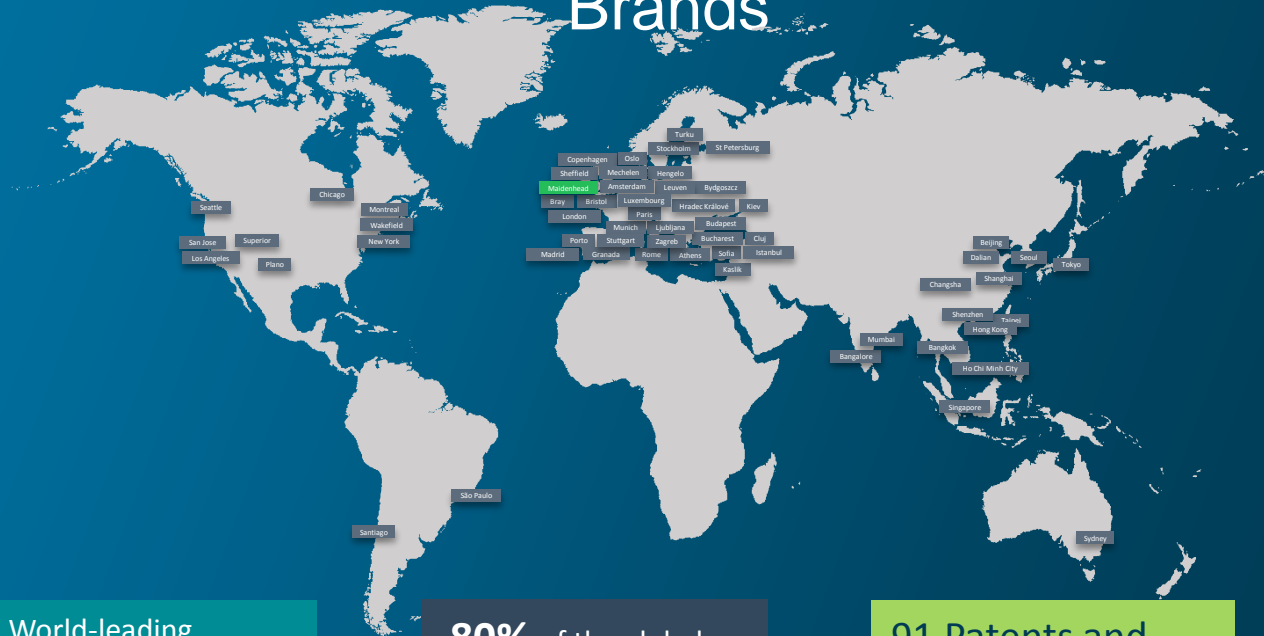 Brands
Turku
Stockholm
St Petersburg
Copenhagen
Oslo
Sheffield
Mechelen
Hengelo
Maidenhead
Amsterdam
Leuven
Bydgoszcz
Bray
Bristol
Luxembourg
Hradec Králové
Kiev
London
Paris
Munich
Ljubljana
Budapest
Porto
Stuttgart
Zagreb
Bucharest
Cluj
Madrid
Granada
Rome
Athens
Sofia
Istanbul
Kaslik
Chicago
Seattle
Montreal
Wakefield
San Jose
Superior
New York
Los Angeles
Plano
Beijing
Dalian
Seoul
Tokyo
Changsha
Shanghai
Shenzhen
Taipei
Hong Kong
Mumbai
Bangalore
Bangkok
Ho Chi Minh City
Singapore
São Paulo
Santiago
Sydney
World-leading
80% of the global
91 Patents and